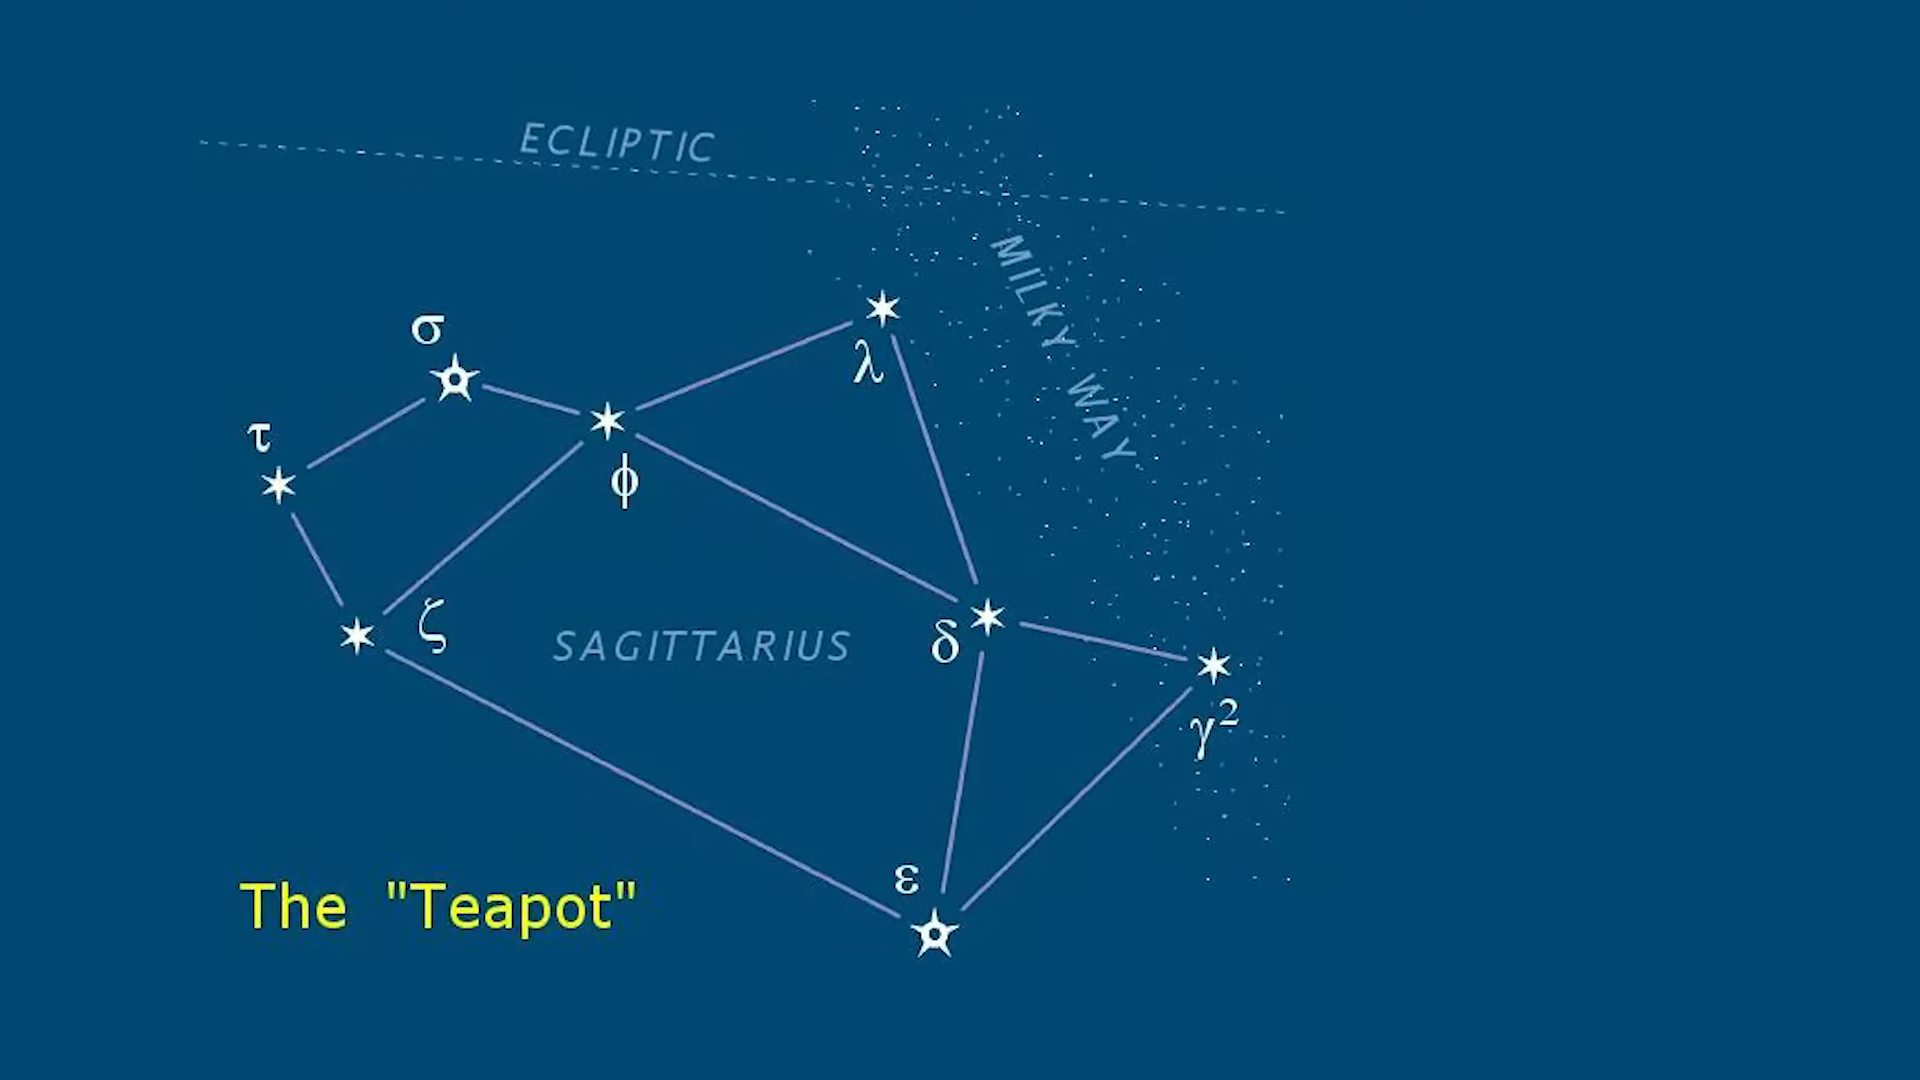 ECLIPTIC
MILKY WAY
σ
λ
τ
ϕ
ζ
SAGITTARIUS
δ
γ²
ε
The "Teapot"